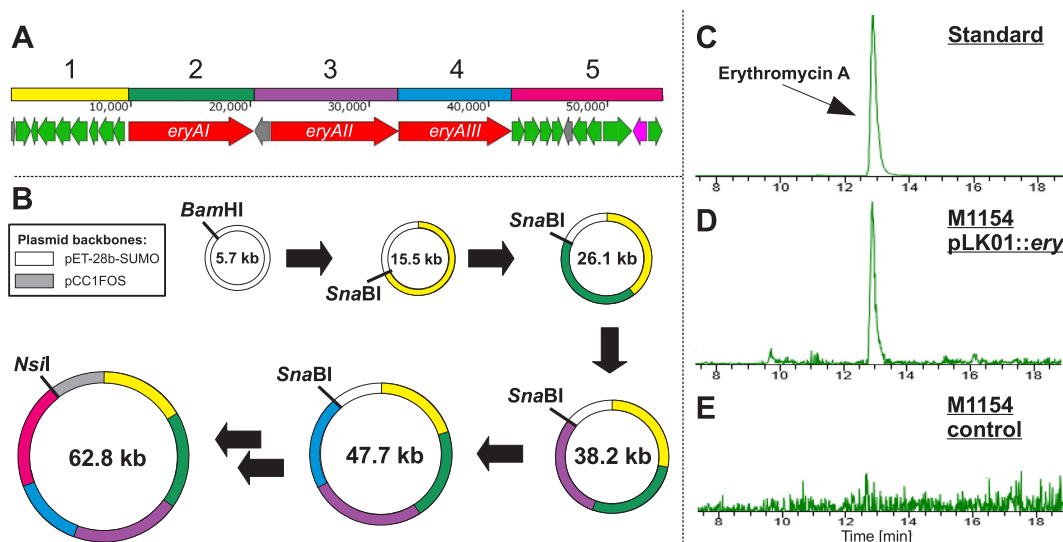 A
1 2 3 4 5
10,000 20,000 30,000 40,000 50,000
eryAI eryAII eryAIII
B
Plasmid backbones:
pET-28b-SUMO
pCC1FOS
BamHI
5.7 kb
15.5 kb
SnaBI
SnaBI
26.1 kb
SnaBI
38.2 kb
SnaBI
47.7 kb
NsiI
62.8 kb
C
Standard
Erythromycin A
8 10 12 14 16 18
D
M1154
pLK01::ery
8 10 12 14 16 18
E
M1154
control
8 10 12 14 16 18
Time [min]